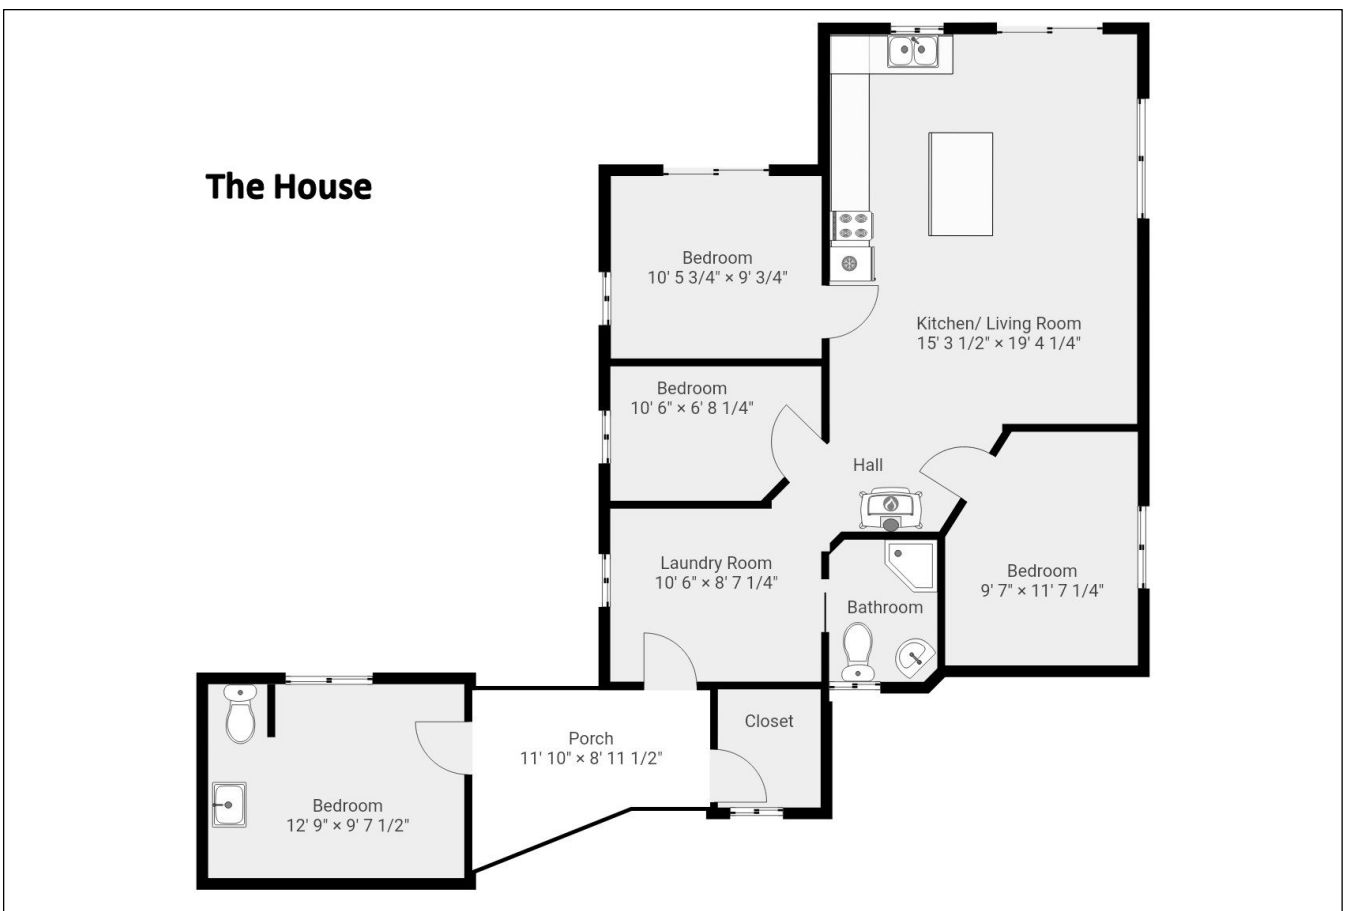 The House
Bedroom
10' 5 3/4" × 9' 3/4"
Kitchen/ Living Room
15' 3 1/2" × 19' 4 1/4"
Bedroom
10' 6" × 6' 8 1/4"
Hall
Laundry Room
10' 6" × 8' 7 1/4"
Bedroom
9' 7" × 11' 7 1/4"
Bathroom
Closet
Porch
11' 10" × 8' 11 1/2"
Bedroom
12' 9" × 9' 7 1/2"